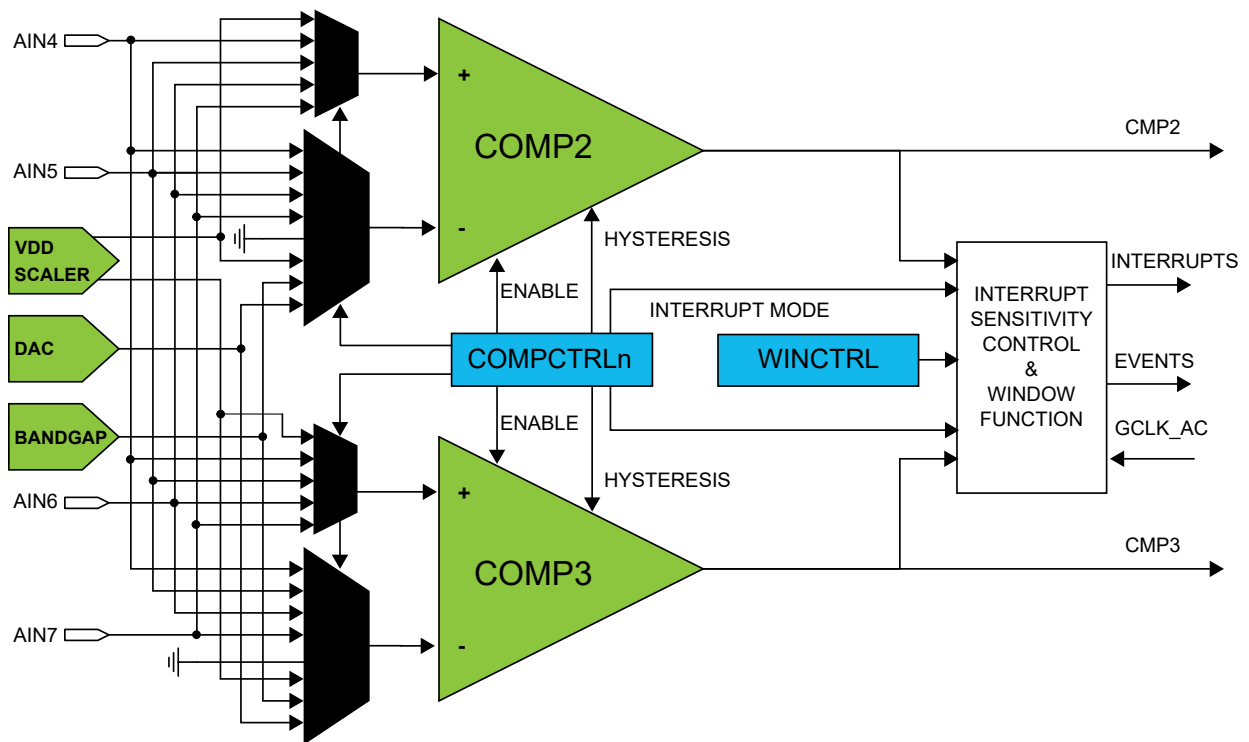 AIN4
+
COMP2
-
CMP2
AIN5
VDD
SCALER
HYSTERESIS
ENABLE
INTERRUPT MODE
INTERRUPT
SENSITIVITY
CONTROL
&
WINDOW
FUNCTION
INTERRUPTS
EVENTS
GCLK_AC
DAC
COMPCTRLn
WINCTRL
BANDGAP
ENABLE
HYSTERESIS
AIN6
+
COMP3
-
CMP3
AIN7